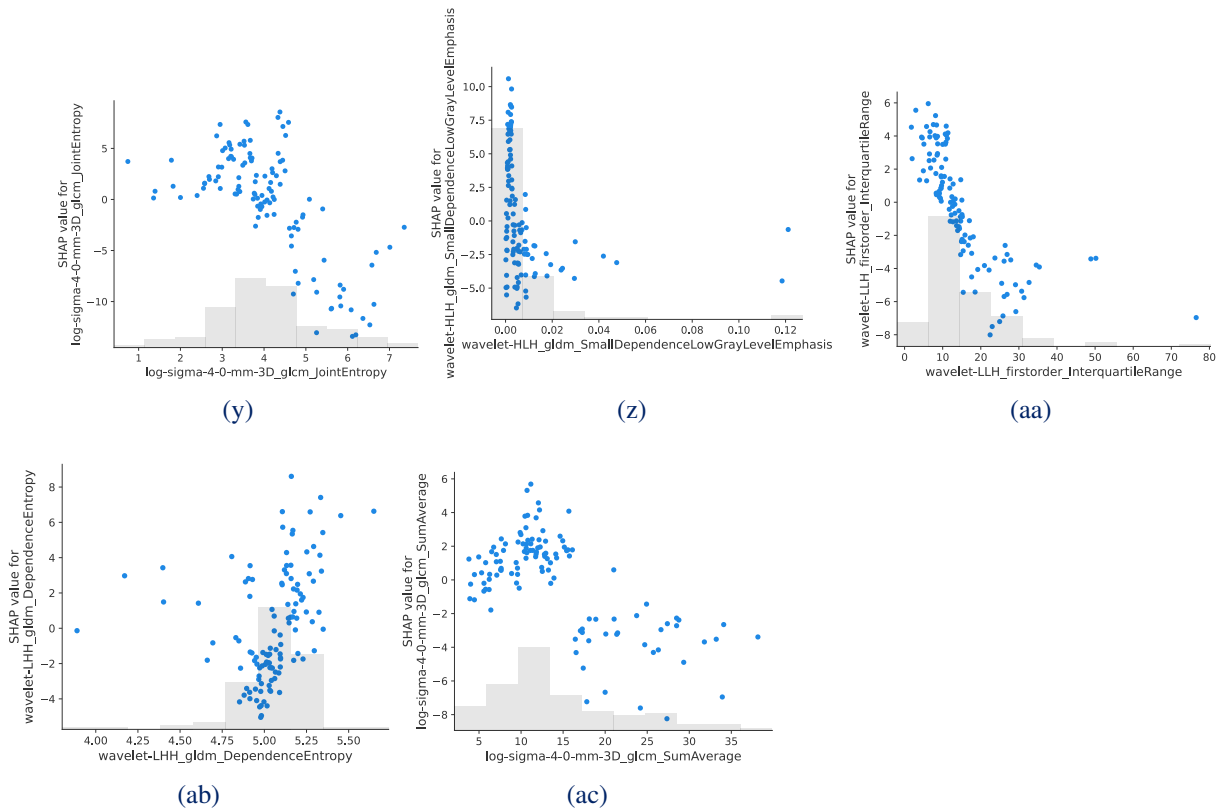 SHAP value for
log-sigma-4-0-mm-3D_glcm_JointEntropy
5
0
−5
−10
1 2 3 4 5 6 7
log-sigma-4-0-mm-3D_glcm_JointEntropy
(y)
SHAP value for
wavelet-HLH_gldm_SmallDependenceLowGrayLevelEmphasis
10.0
7.5
5.0
2.5
0.0
−2.5
−5.0
0.00 0.02 0.04 0.06 0.08 0.10 0.12
wavelet-HLH_gldm_SmallDependenceLowGrayLevelEmphasis
(z)
SHAP value for
wavelet-LLH_firstorder_InterquartileRange
6
4
2
0
−2
−4
−6
−8
0 10 20 30 40 50 60 70 80
wavelet-LLH_firstorder_InterquartileRange
(aa)
SHAP value for
wavelet-LHH_gldm_DependenceEntropy
8
6
4
2
0
−2
−4
4.00 4.25 4.50 4.75 5.00 5.25 5.50
wavelet-LHH_gldm_DependenceEntropy
(ab)
SHAP value for
log-sigma-4-0-mm-3D_glcm_SumAverage
6
4
2
0
−2
−4
−6
−8
5 10 15 20 25 30 35
log-sigma-4-0-mm-3D_glcm_SumAverage
(ac)